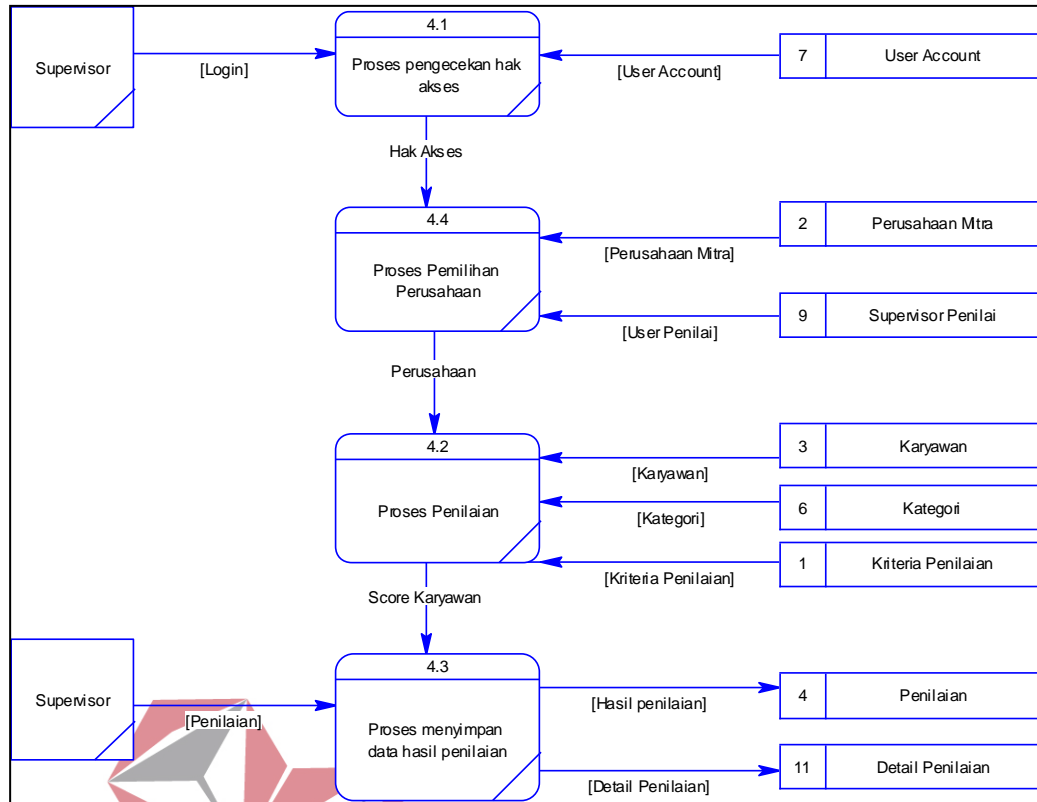 4.1
Supervisor
[Login]
Proses pengecekan hak
akses
[User Account]
7
User Account
Hak Akses
4.4
Proses Pemilihan
Perusahaan
[Perusahaan Mitra]
2
Perusahaan Mitra
[User Penilai]
9
Supervisor Penilai
Perusahaan
4.2
Proses Penilaian
[Karyawan]
3
Karyawan
[Kategori]
6
Kategori
[Kriteria Penilaian]
1
Kriteria Penilaian
Score Karyawan
4.3
Supervisor
[Penilaian]
Proses menyimpan
data hasil penilaian
[Hasil penilaian]
4
Penilaian
[Detail Penilaian]
11
Detail Penilaian